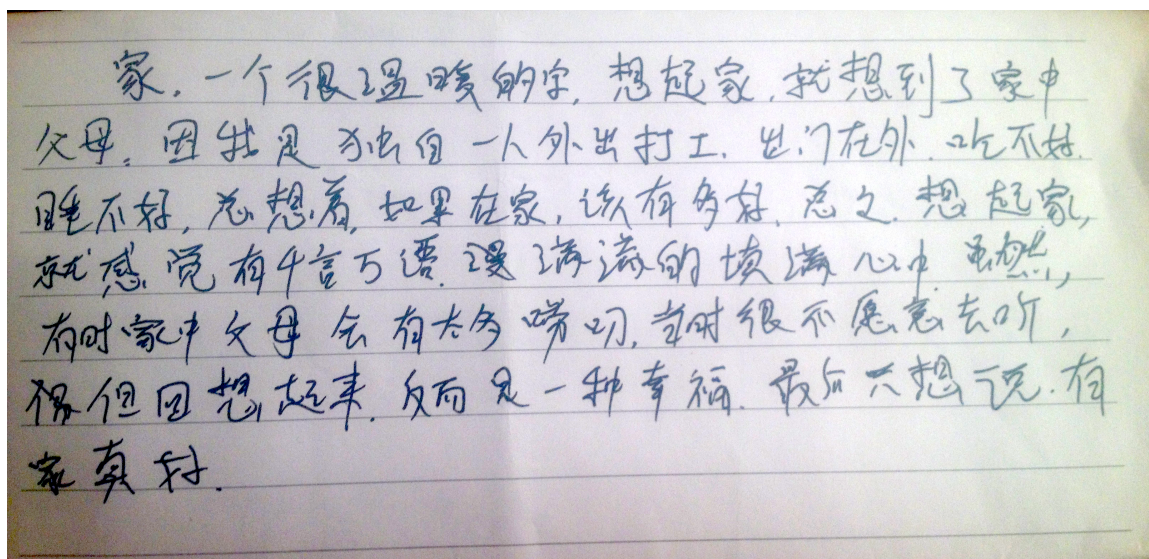 家,一个很温暖的字,想起家,就想到了家中
父母,因我是独自一人外出打工,出门在外,吃不好,
睡不好,总想着,如果在家,该有多好,总之,想起家,
就感觉有千言万语,漫满满的填满心中,虽然,
有时家中父母会有太多唠叨,当时很不愿意去听,
但回想起来,反而是一种幸福,最后只想说,有
家真好.